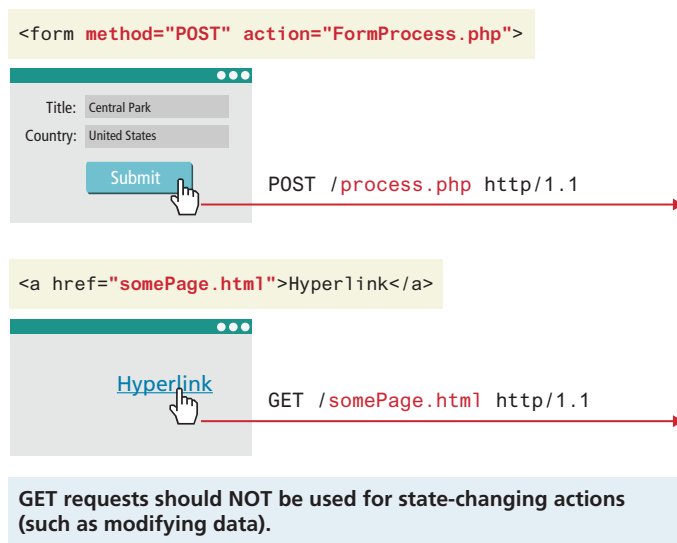 <form method="POST" action="FormProcess.php">
Title: Central Park
Country: United States
Submit
POST /process.php http/1.1
<a href="somePage.html">Hyperlink</a>
Hyperlink
GET /somePage.html http/1.1
GET requests should NOT be used for state-changing actions
(such as modifying data).